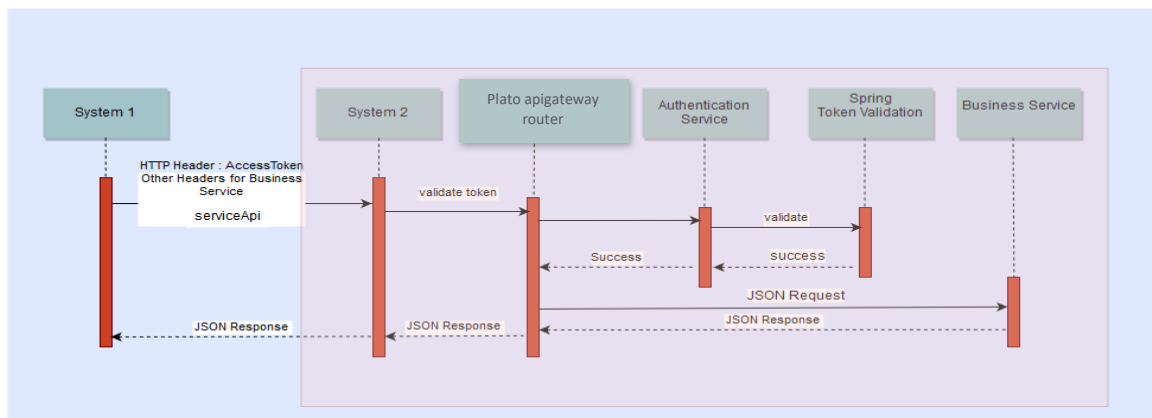 System 1
System 2
Plato apigateway
router
Authentication
Service
Spring
Token Validation
Business Service
HTTP Header : AccessToken
Other Headers for Business
Service
serviceApi
validate token
validate
Success
success
JSON Request
JSON Response
JSON Response
JSON Response